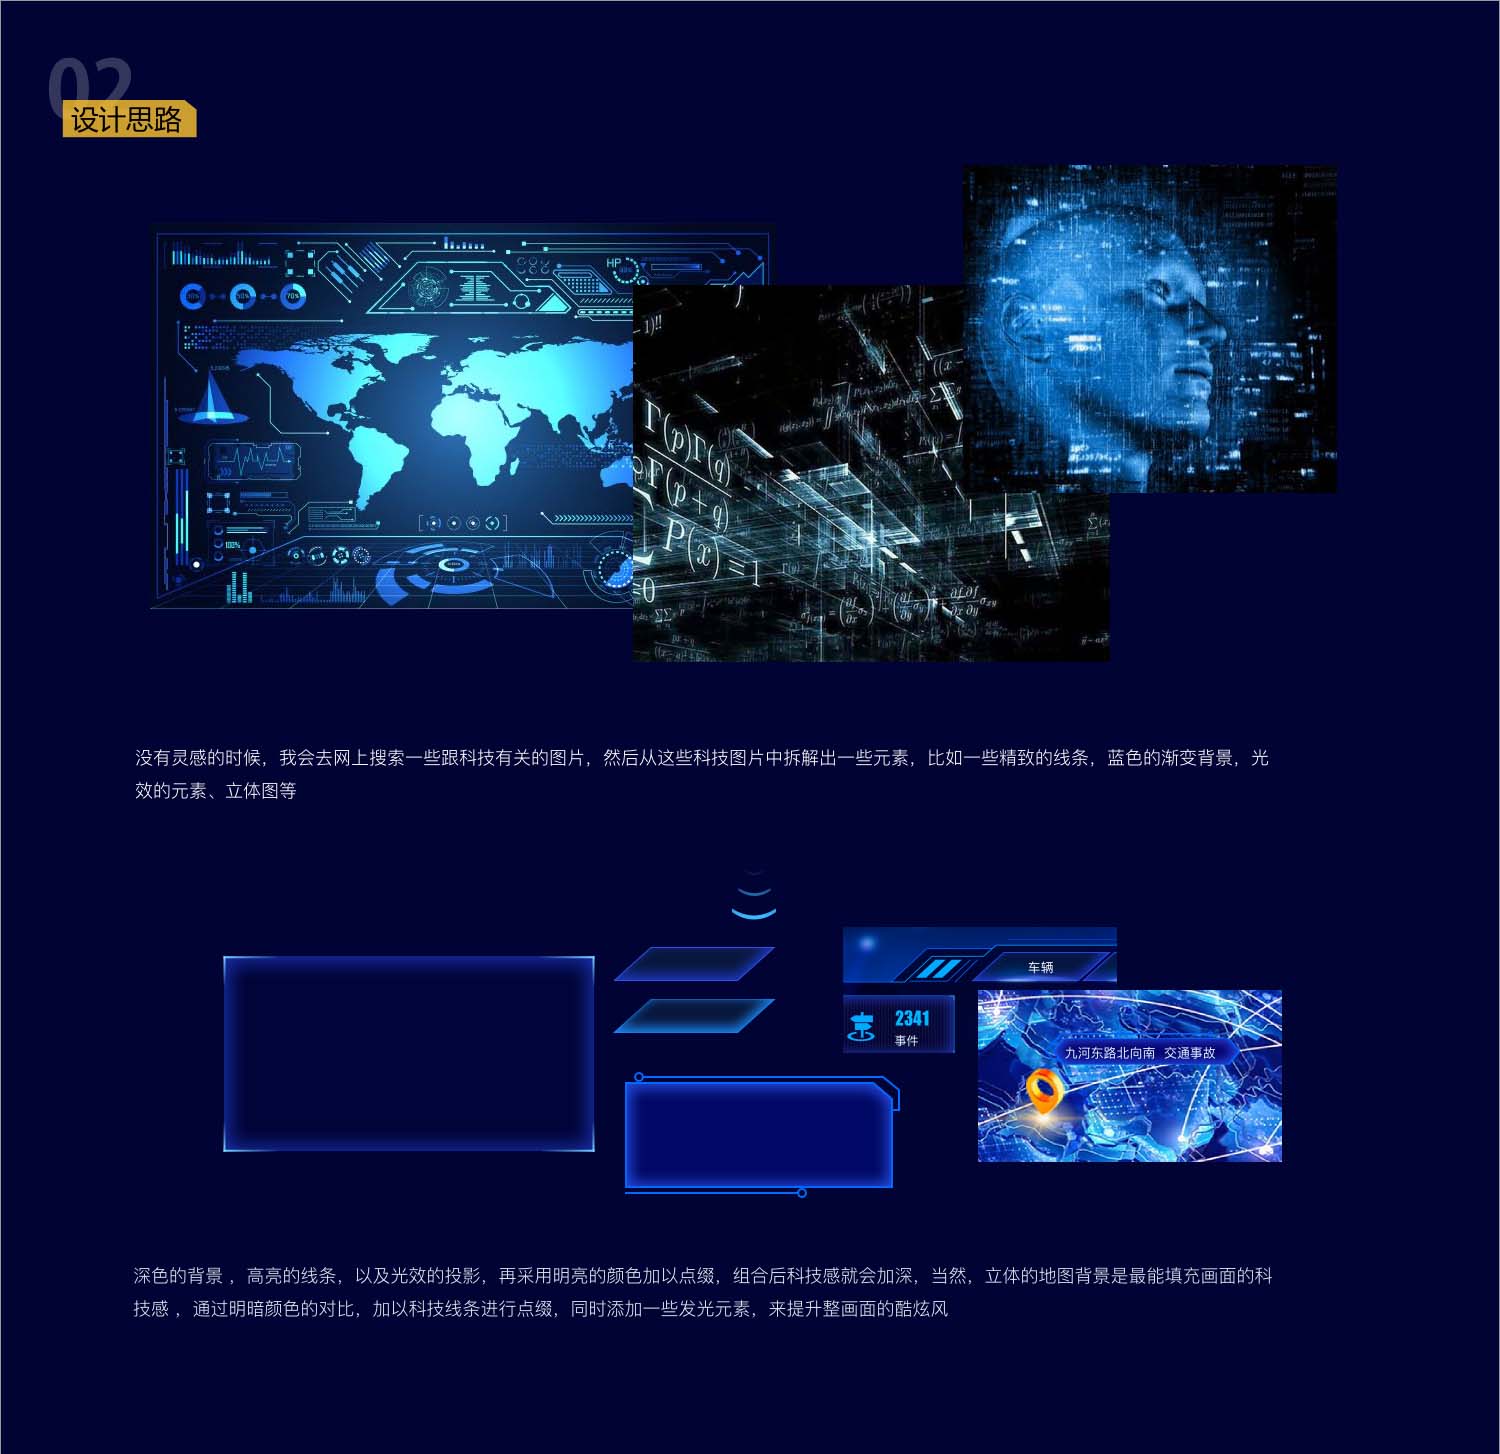 02
设计思路
HP
50%
70%
100%
Γ(p)Γ(q)
Γ(p+q)
P(x) = 1
=0
没有灵感的时候，我会去网上搜索一些跟科技有关的图片，然后从这些科技图片中拆解出一些元素，比如一些精致的线条，蓝色的渐变背景，光
效的元素、立体图等
车辆
2341
事件
九河东路北向南 交通事故
深色的背景 ，高亮的线条，以及光效的投影，再采用明亮的颜色加以点缀，组合后科技感就会加深，当然，立体的地图背景是最能填充画面的科
技感 ，通过明暗颜色的对比，加以科技线条进行点缀，同时添加一些发光元素，来提升整画面的酷炫风